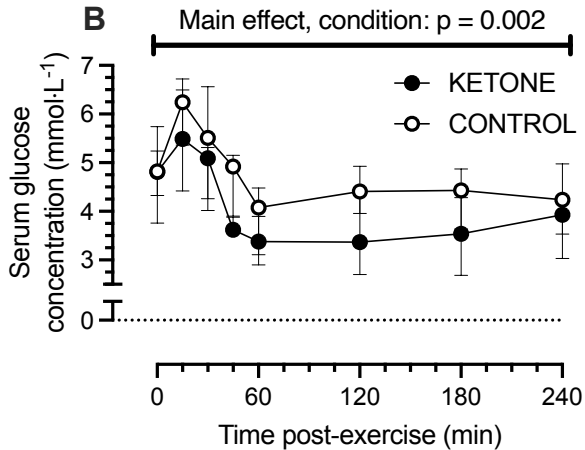 B
Main effect, condition: p = 0.002
KETONE
CONTROL
Serum glucose
concentration (mmol·L⁻¹)
7
6
5
4
3
0
0 60 120 180 240
Time post-exercise (min)